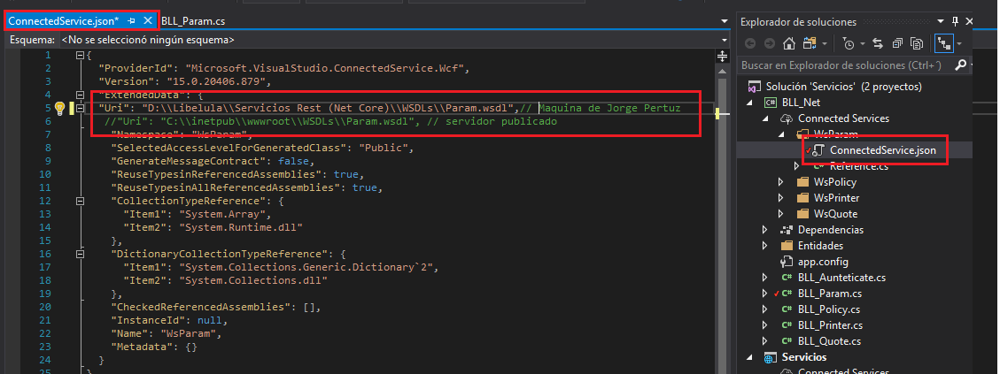 ConnectedService.json*
BLL_Param.cs
Esquema: <No se seleccionó ningún esquema>
1 {
2 "ProviderId": "Microsoft.VisualStudio.ConnectedService.Wcf",
3 "Version": "15.0.20406.879",
4 "ExtendedData": {
5 "Uri": "D:\\Libelula\\Servicios Rest (Net Core)\\WSDLs\\Param.wsdl",// Maquina de Jorge Pertuz
6 //"Uri": "C:\\inetpub\\wwwroot\\WSDLs\\Param.wsdl", // servidor publicado
7 "Namespace": "WsParam",
8 "SelectedAccessLevelForGeneratedClass": "Public",
9 "GenerateMessageContract": false,
10 "ReuseTypesinReferencedAssemblies": true,
11 "ReuseTypesinAllReferencedAssemblies": true,
12 "CollectionTypeReference": {
13 "Item1": "System.Array",
14 "Item2": "System.Runtime.dll"
15 },
16 "DictionaryCollectionTypeReference": {
17 "Item1": "System.Collections.Generic.Dictionary`2",
18 "Item2": "System.Collections.dll"
19 },
20 "CheckedReferencedAssemblies": [],
21 "InstanceId": null,
22 "Name": "WsParam",
23 "Metadata": {}
24 }
25 }
Explorador de soluciones
Buscar en Explorador de soluciones (Ctrl+¨)
Solución 'Servicios' (2 proyectos)
BLL_Net
Connected Services
WsParam
ConnectedService.json
Reference.cs
WsPolicy
WsPrinter
WsQuote
Dependencias
Entidades
app.config
C# BLL_Aunteticate.cs
C# BLL_Param.cs
C# BLL_Policy.cs
C# BLL_Printer.cs
C# BLL_Quote.cs
Servicios
Connected Services